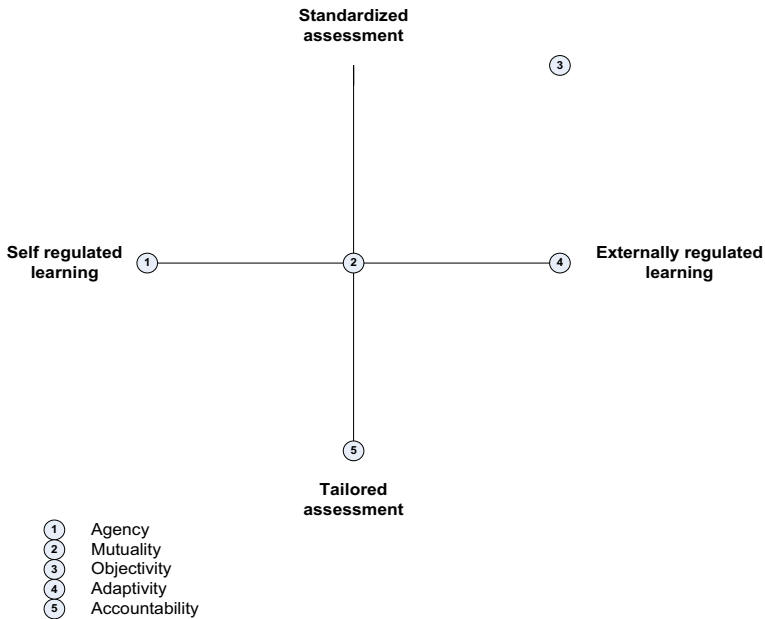 Standardized
assessment
3
Self regulated
learning
1
2
4
Externally regulated
learning
5
Tailored
assessment
1 Agency
2 Mutuality
3 Objectivity
4 Adaptivity
5 Accountability